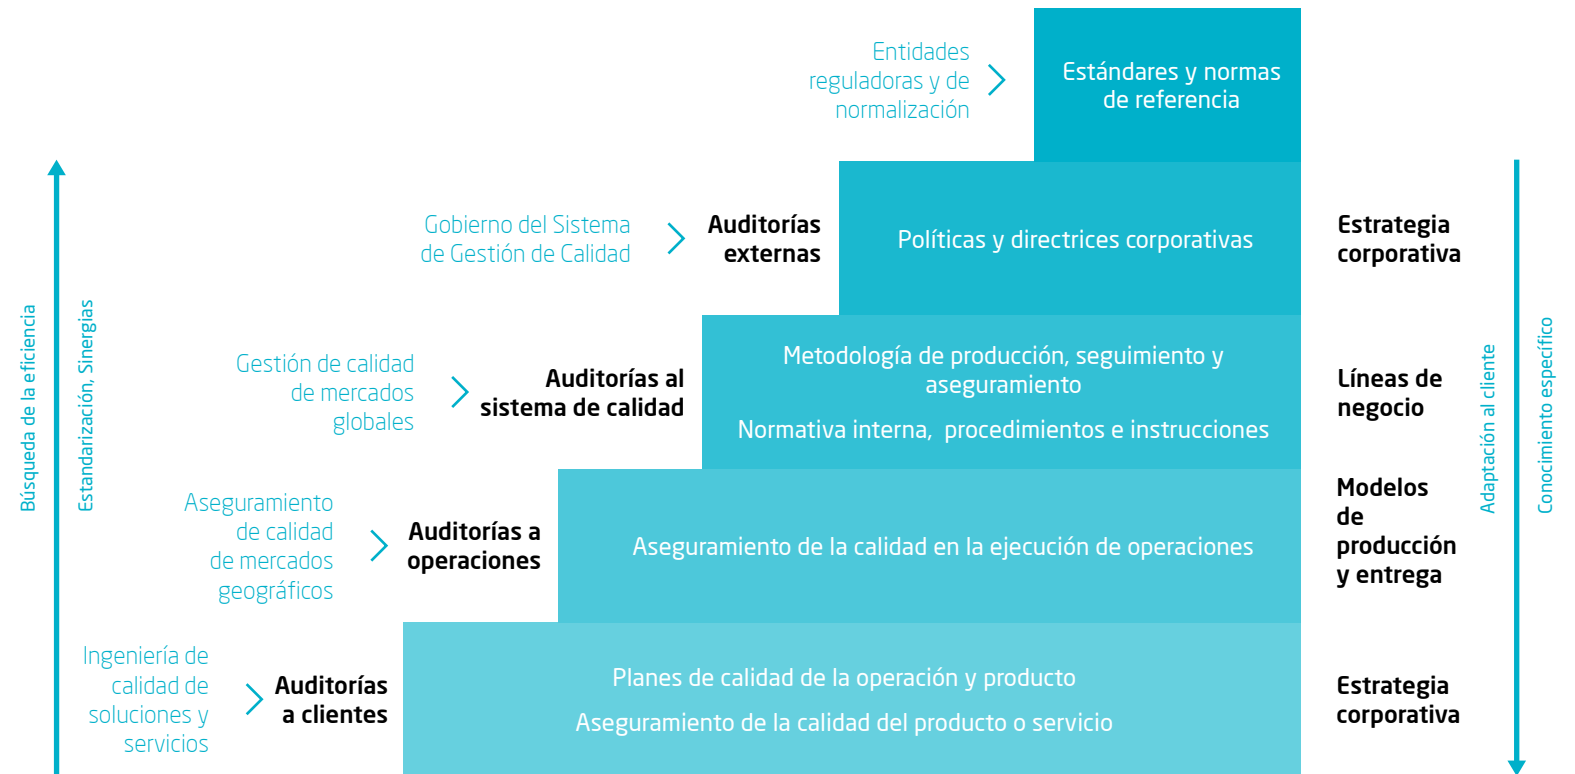 Entidades
reguladoras y de
normalización
Estándares y normas
de referencia
Gobierno del Sistema
de Gestión de Calidad
Auditorías
externas
Políticas y directrices corporativas
Estrategia
corporativa
Gestión de calidad
de mercados
globales
Auditorías al
sistema de calidad
Metodología de producción, seguimiento y
aseguramiento
Normativa interna, procedimientos e instrucciones
Líneas de
negocio
Aseguramiento
de calidad
de mercados
geográficos
Auditorías a
operaciones
Aseguramiento de la calidad en la ejecución de operaciones
Modelos
de
producción
y entrega
Ingeniería de
calidad de
soluciones y
servicios
Auditorías
a clientes
Planes de calidad de la operación y producto
Aseguramiento de la calidad del producto o servicio
Estrategia
corporativa
Búsqueda de la eficiencia
Estandarización, Sinergias
Adaptación al cliente
Conocimiento específico